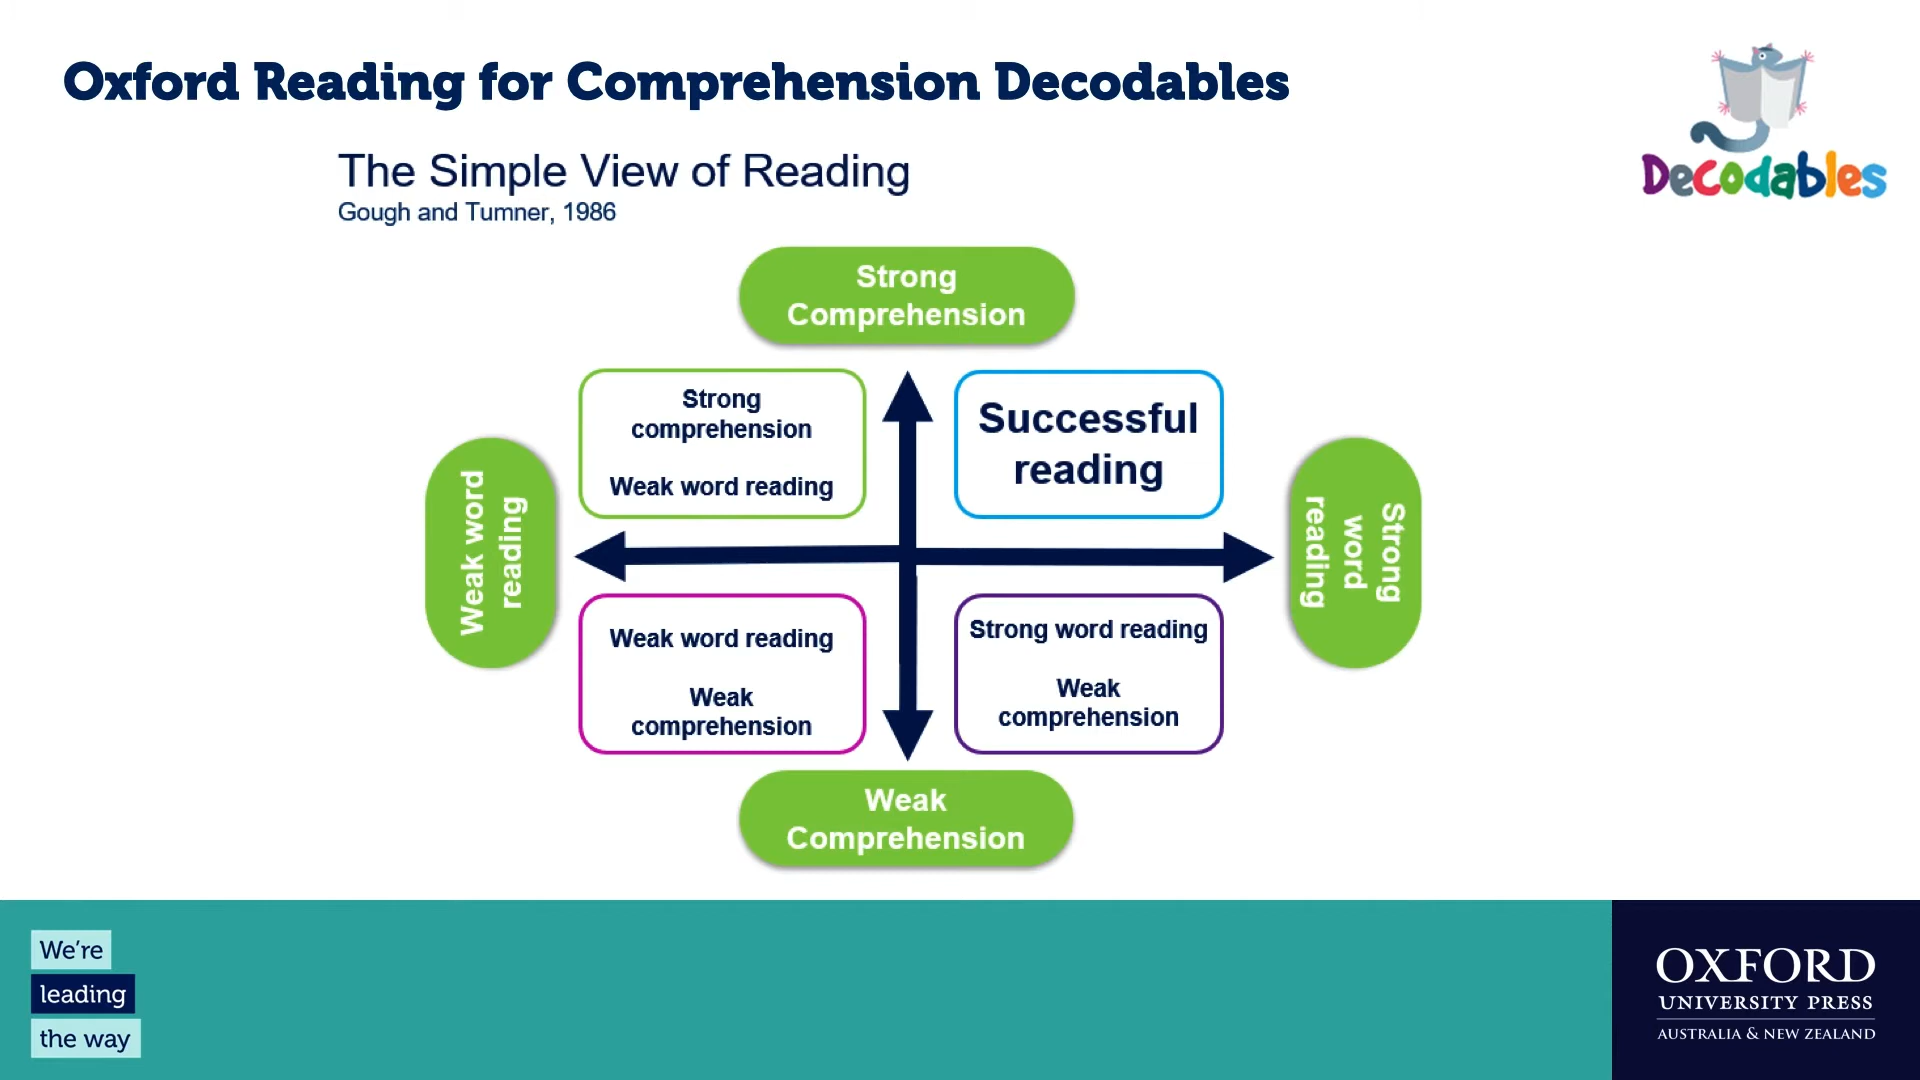 Oxford Reading for Comprehension Decodables
Decodables
The Simple View of Reading
Gough and Tumner, 1986
Strong
Comprehension
Strong
comprehension
Weak word reading
Successful
reading
Weak word
reading
Strong
word
reading
Weak word reading
Weak
comprehension
Strong word reading
Weak
comprehension
Weak
Comprehension
We're
leading
the way
OXFORD
UNIVERSITY PRESS
AUSTRALIA & NEW ZEALAND